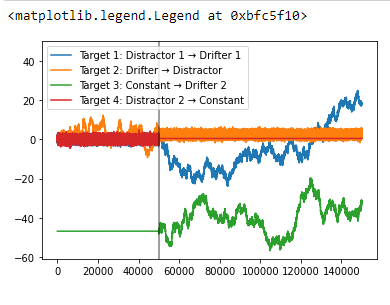 <matplotlib.legend.Legend at 0xbfc5f10>
40
20
0
−20
−40
−60
Target 1: Distractor 1 → Drifter 1
Target 2: Drifter → Distractor
Target 3: Constant → Drifter 2
Target 4: Distractor 2 → Constant
0 20000 40000 60000 80000 100000 120000 140000